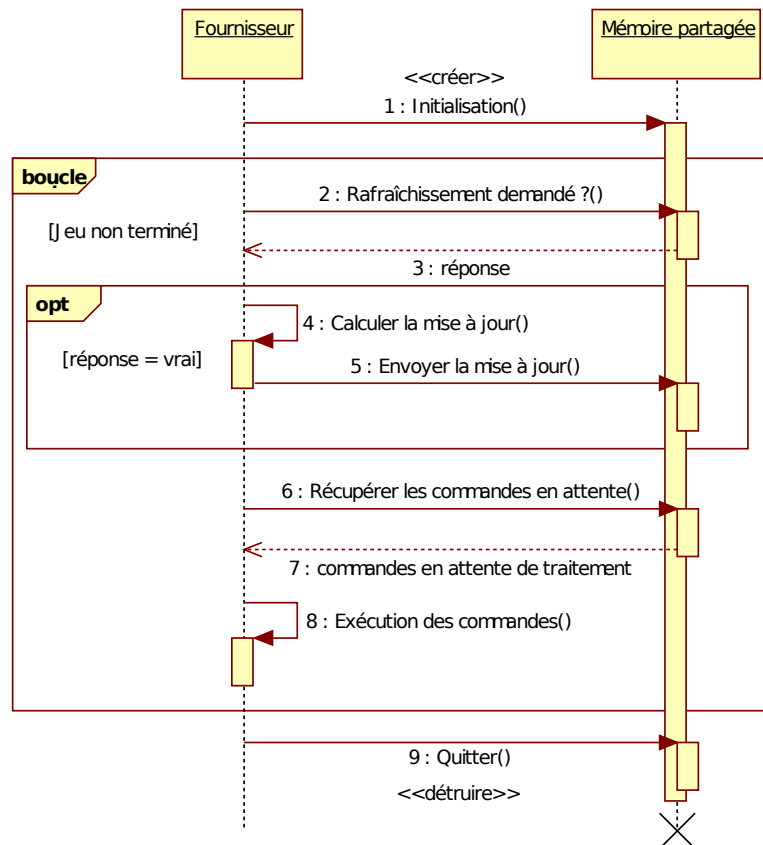 Fournisseur
Mémoire partagée
<<créer>>
1 : Initialisation()
boucle
2 : Rafraîchissement demandé ?()
[Jeu non terminé]
3 : réponse
opt
4 : Calculer la mise à jour()
[réponse = vrai]
5 : Envoyer la mise à jour()
6 : Récupérer les commandes en attente()
7 : commandes en attente de traitement
8 : Exécution des commandes()
9 : Quitter()
<<détruire>>